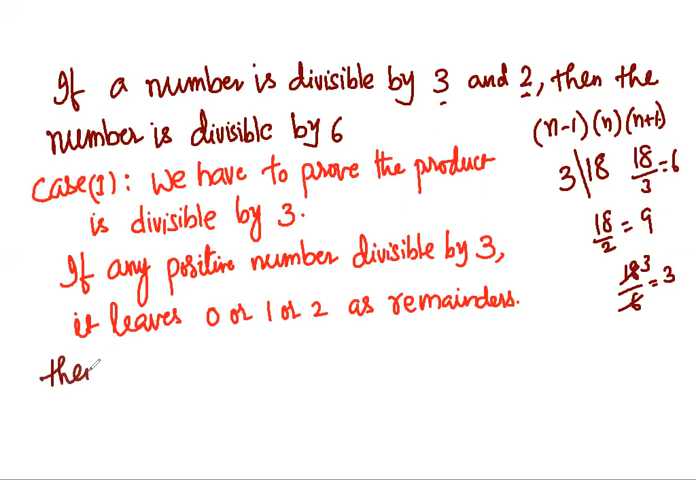 If a number is divisible by 3 and 2, then the
number is divisible by 6
(n-1)(n)(n+1)
Case(1): We have to prove the product
is divisible by 3.
If any positive number divisible by 3,
it leaves 0 or 1 or 2 as remainders.
then
3|18 18/3=6
18/2=9
18 3/6=3